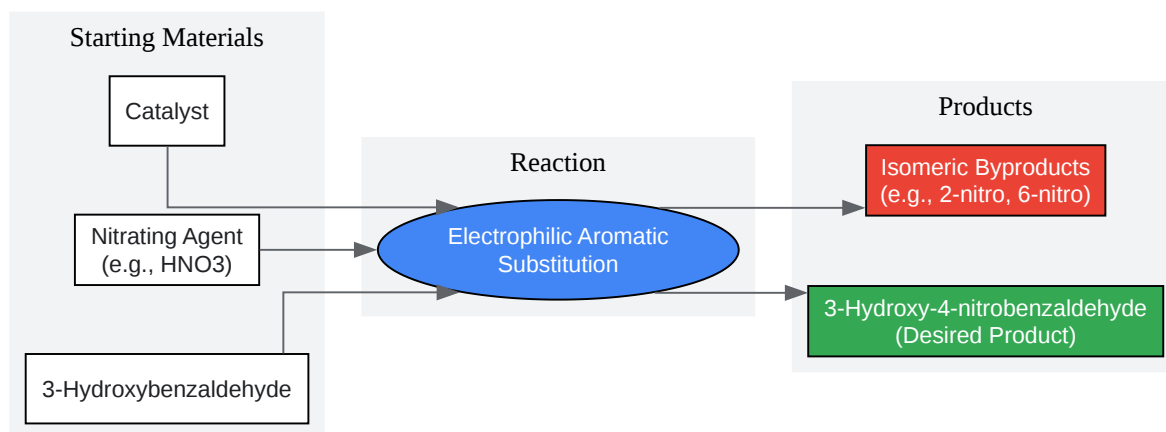 Starting Materials
Catalyst
Nitrating Agent
(e.g., HNO3)
3-Hydroxybenzaldehyde
Reaction
Electrophilic Aromatic
Substitution
Products
Isomeric Byproducts
(e.g., 2-nitro, 6-nitro)
3-Hydroxy-4-nitrobenzaldehyde
(Desired Product)